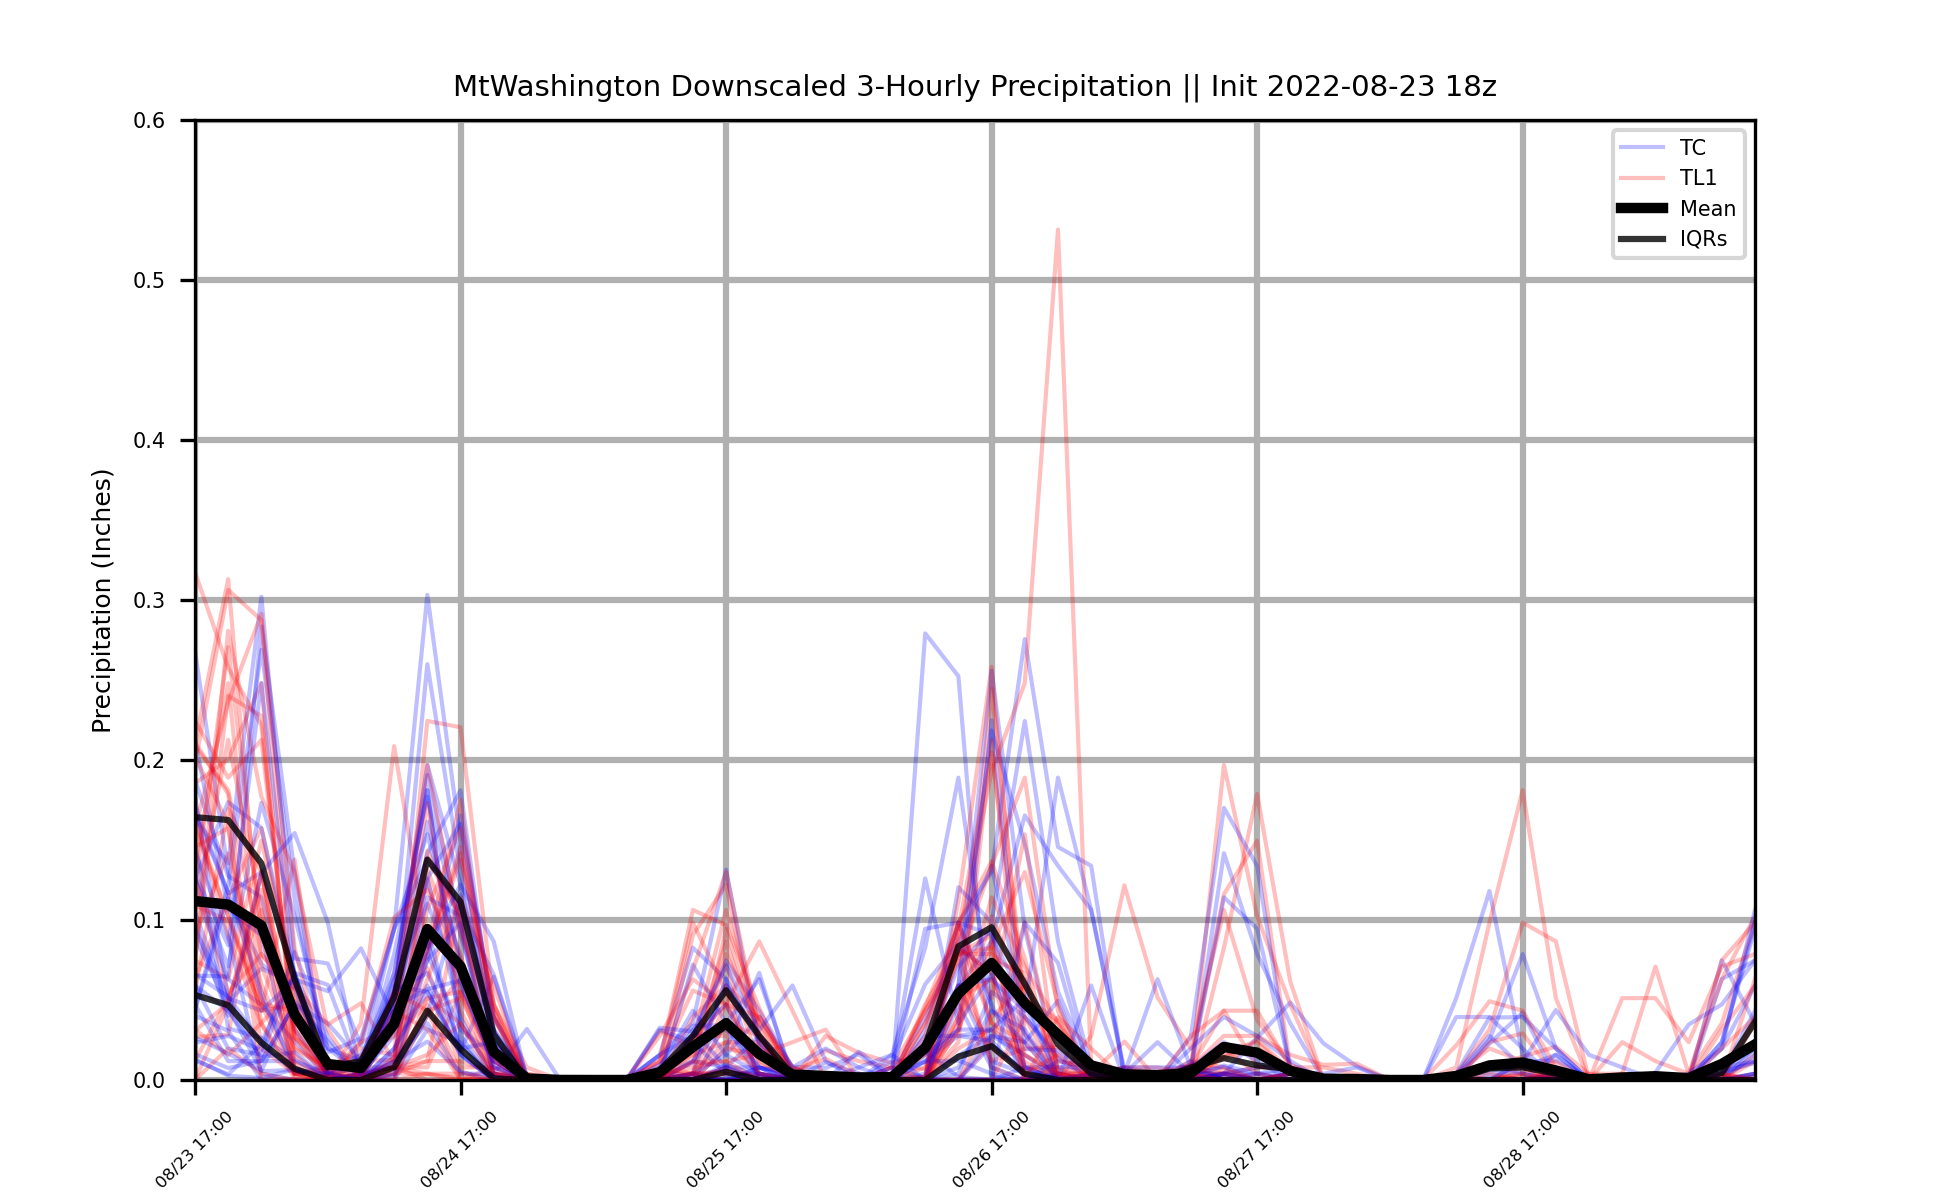 MtWashington Downscaled 3-Hourly Precipitation || Init 2022-08-23 18z
TC
TL1
Mean
IQRs
Precipitation (Inches)
0.6
0.5
0.4
0.3
0.2
0.1
0.0
08/23 17:00
08/24 17:00
08/25 17:00
08/26 17:00
08/27 17:00
08/28 17:00